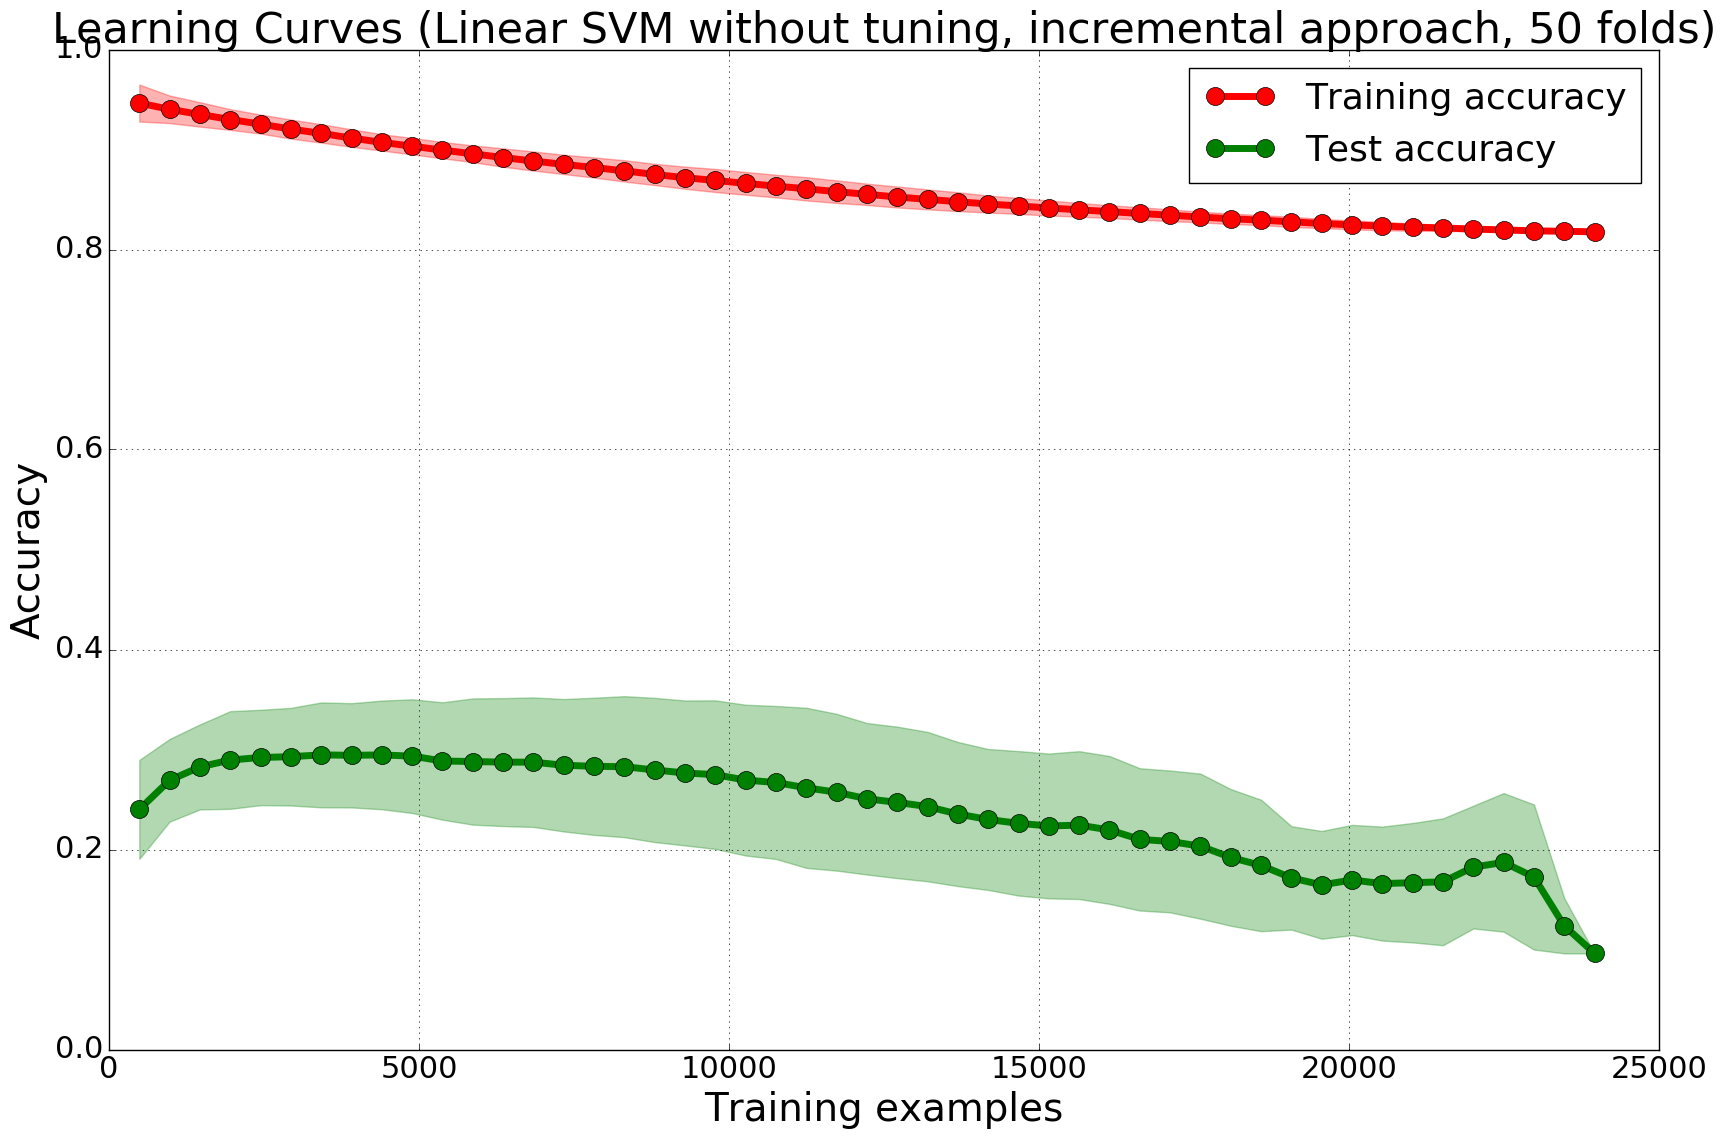 Learning Curves (Linear SVM without tuning, incremental approach, 50 folds)
1.0
0.8
0.6
0.4
0.2
0.0
Accuracy
Training accuracy
Test accuracy
0 5000 10000 15000 20000 25000
Training examples